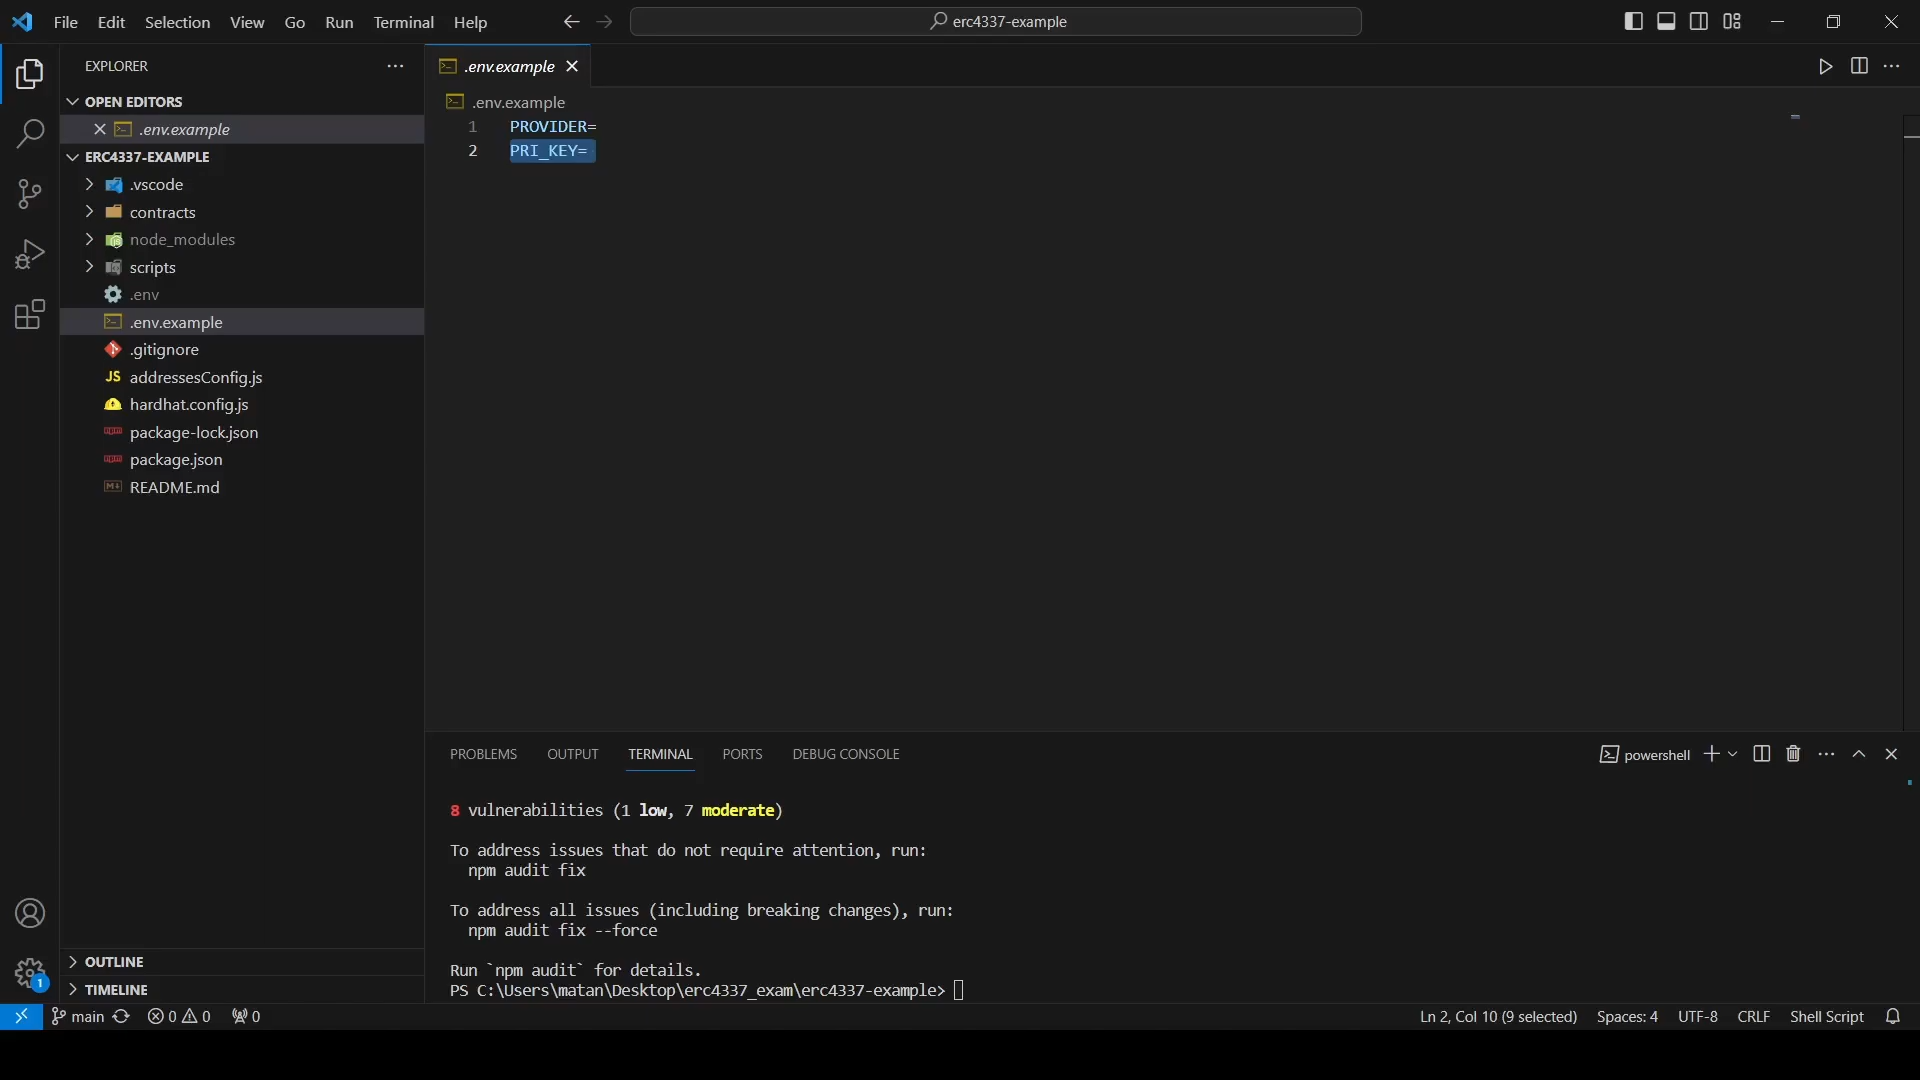 File Edit Selection View Go Run Terminal Help
erc4337-example
EXPLORER
.env.example
OPEN EDITORS
.env.example
ERC4337-EXAMPLE
.vscode
contracts
node_modules
scripts
.env
.env.example
.gitignore
JS addressesConfig.js
hardhat.config.js
package-lock.json
package.json
README.md
OUTLINE
TIMELINE
.env.example
1 PROVIDER=
2 PRI_KEY=
PROBLEMS OUTPUT TERMINAL PORTS DEBUG CONSOLE
powershell
8 vulnerabilities (1 low, 7 moderate)
To address issues that do not require attention, run:
npm audit fix
To address all issues (including breaking changes), run:
npm audit fix --force
Run `npm audit` for details.
PS C:\Users\matan\Desktop\erc4337_exam\erc4337-example>
1
main 0 0 0
Ln 2, Col 10 (9 selected) Spaces: 4 UTF-8 CRLF Shell Script